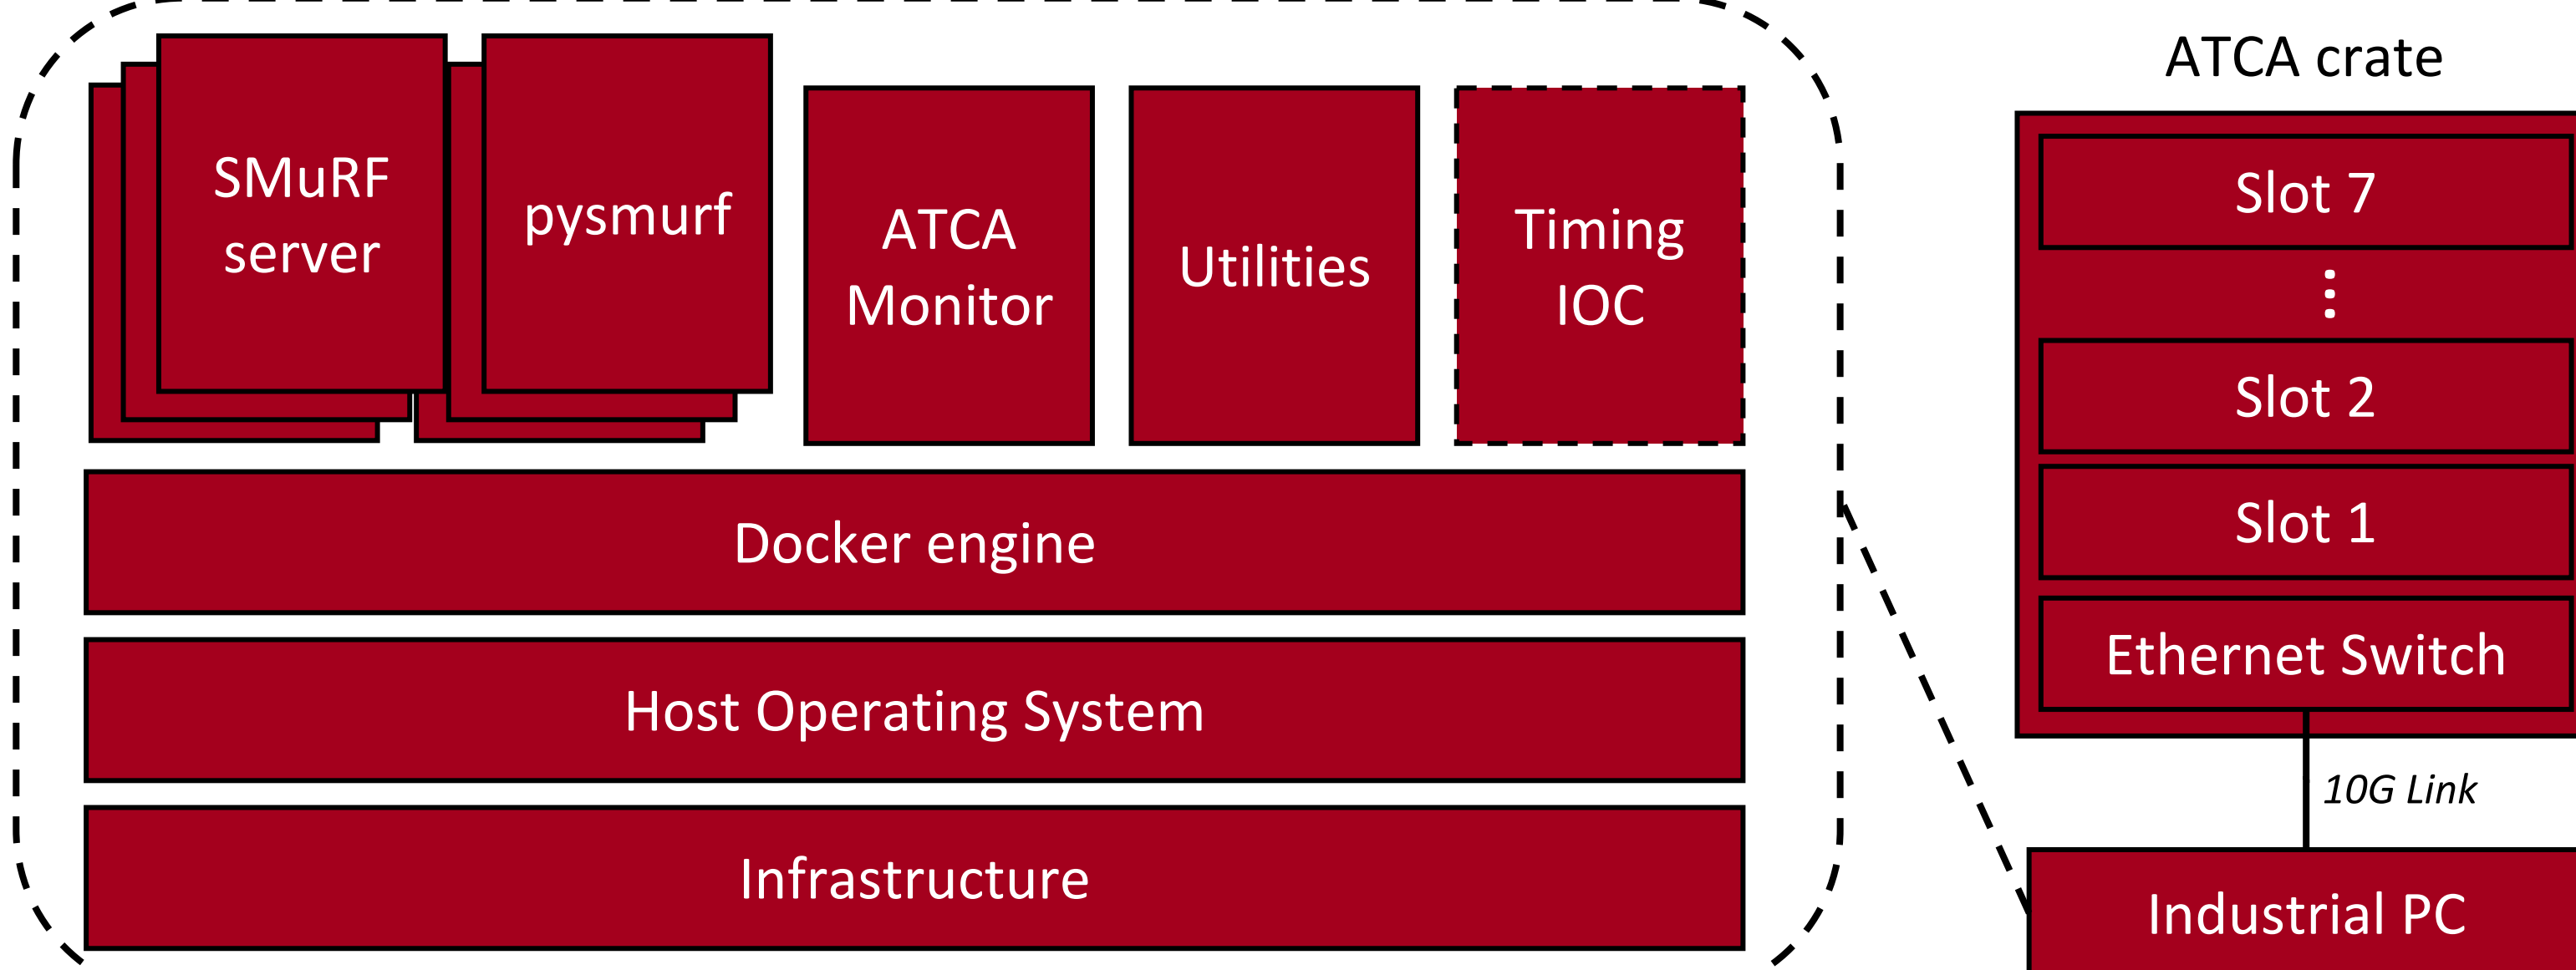 SMuRF
server
pysmurf
ATCA
Monitor
Utilities
Timing
IOC
Docker engine
Host Operating System
Infrastructure
ATCA crate
Slot 7
Slot 2
Slot 1
Ethernet Switch
10G Link
Industrial PC